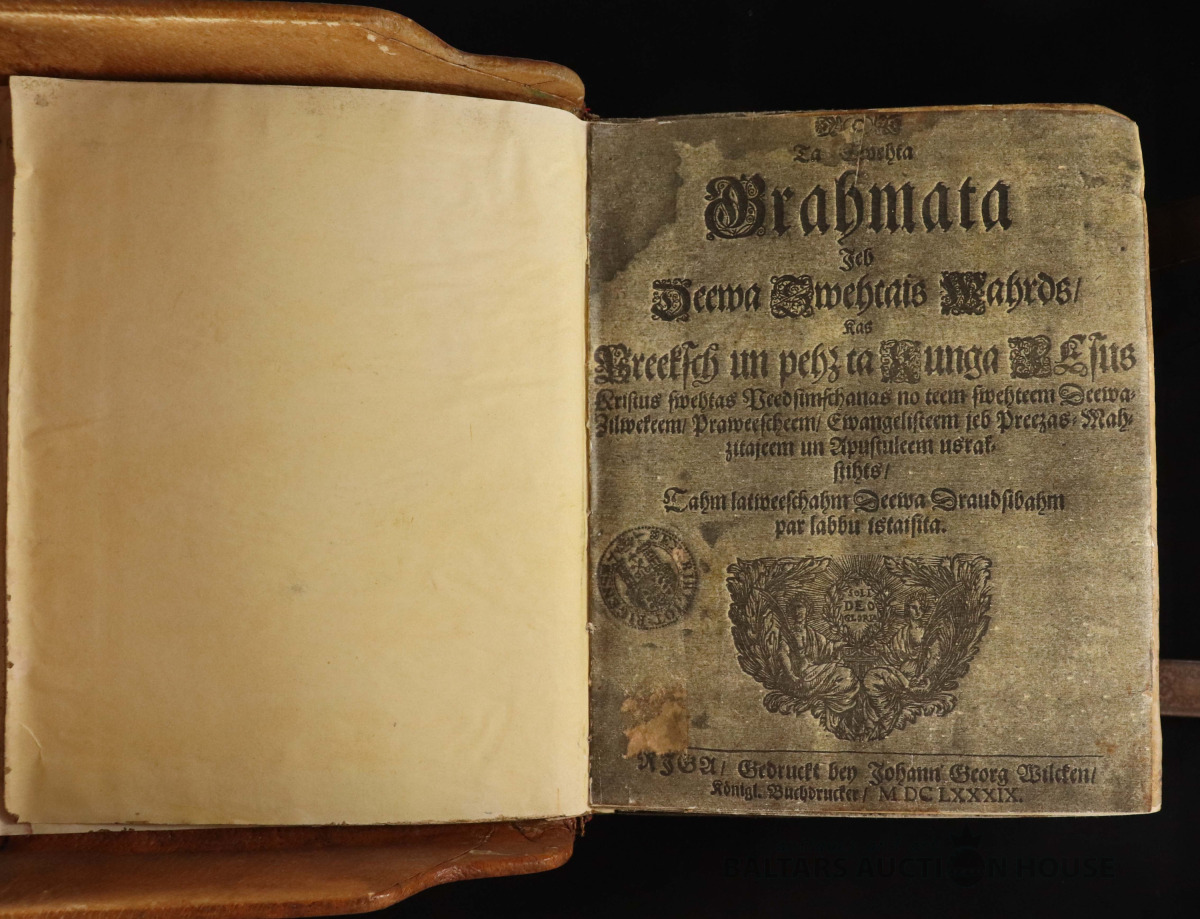 Ta Swehta
Grahmata
Jeb
Deewa Swehtais Wahrds/
Kas
Preekſch un pehz ta Kunga JEſus
Kriſtus ſwehtas Peedſimſchanas no teem ſwehteem Deewa-
Zilwekeem/ Praweeſcheem/ Ewangeliſteem jeb Preezas-Mah-
zitajeem un Apuſtuleem usrak-
ſtihts/
Tahm latweeſchahm Deewa Draudſibahm
par labbu istaiſita.
SOLI
DEO
GLORIA
RIGA/ Gedruckt bey Johann Georg Wilcken/
Königl. Buchdrucker/ M DC LXXXIX.
BALTARS AUCTION HOUSE